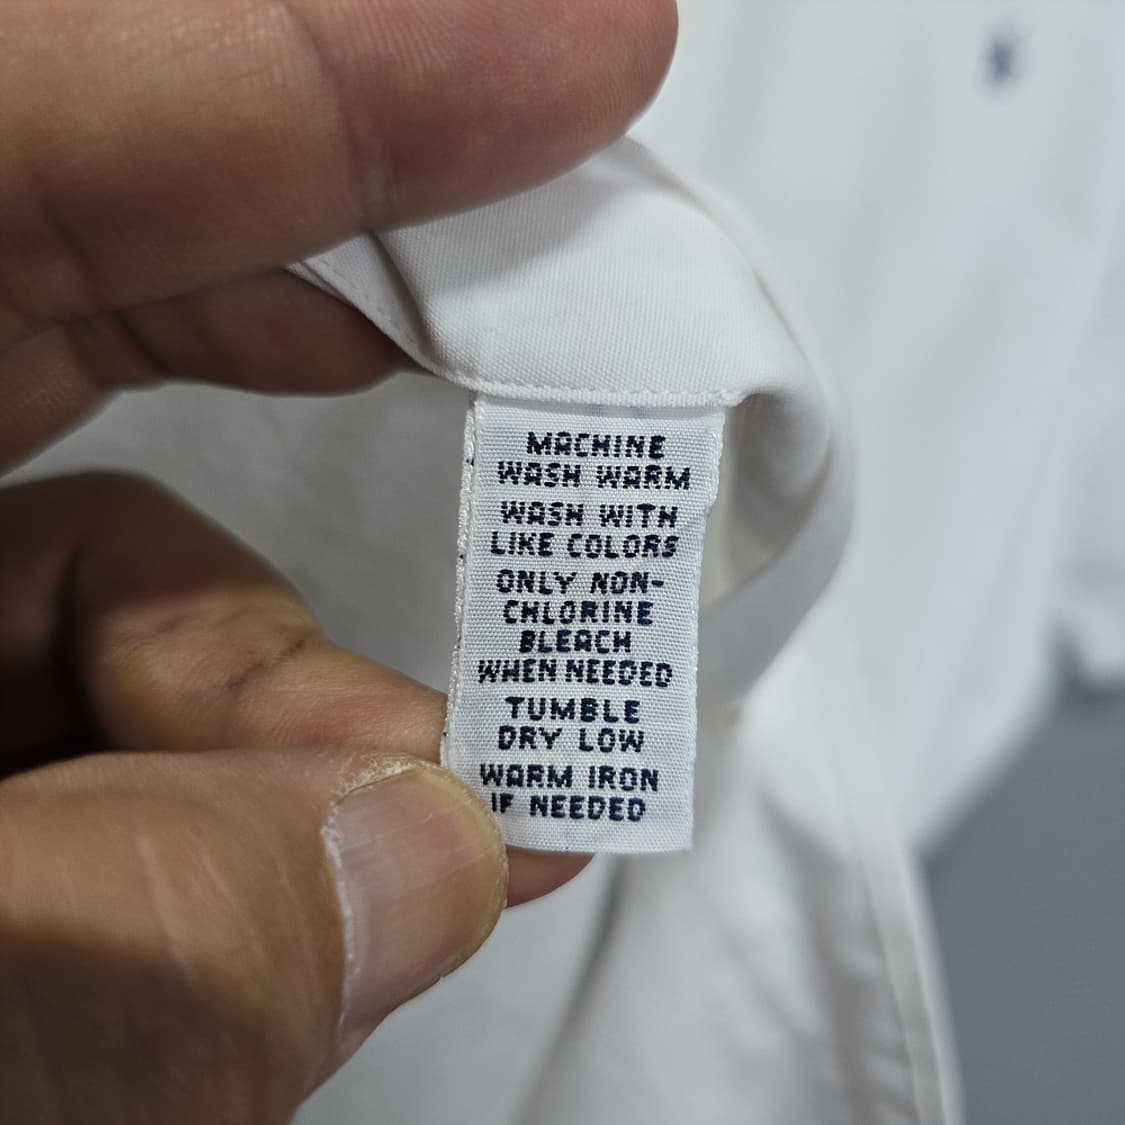 MACHINE
WASH WARM
WASH WITH
LIKE COLORS
ONLY NON-
CHLORINE
BLEACH
WHEN NEEDED
TUMBLE
DRY LOW
WARM IRON
IF NEEDED